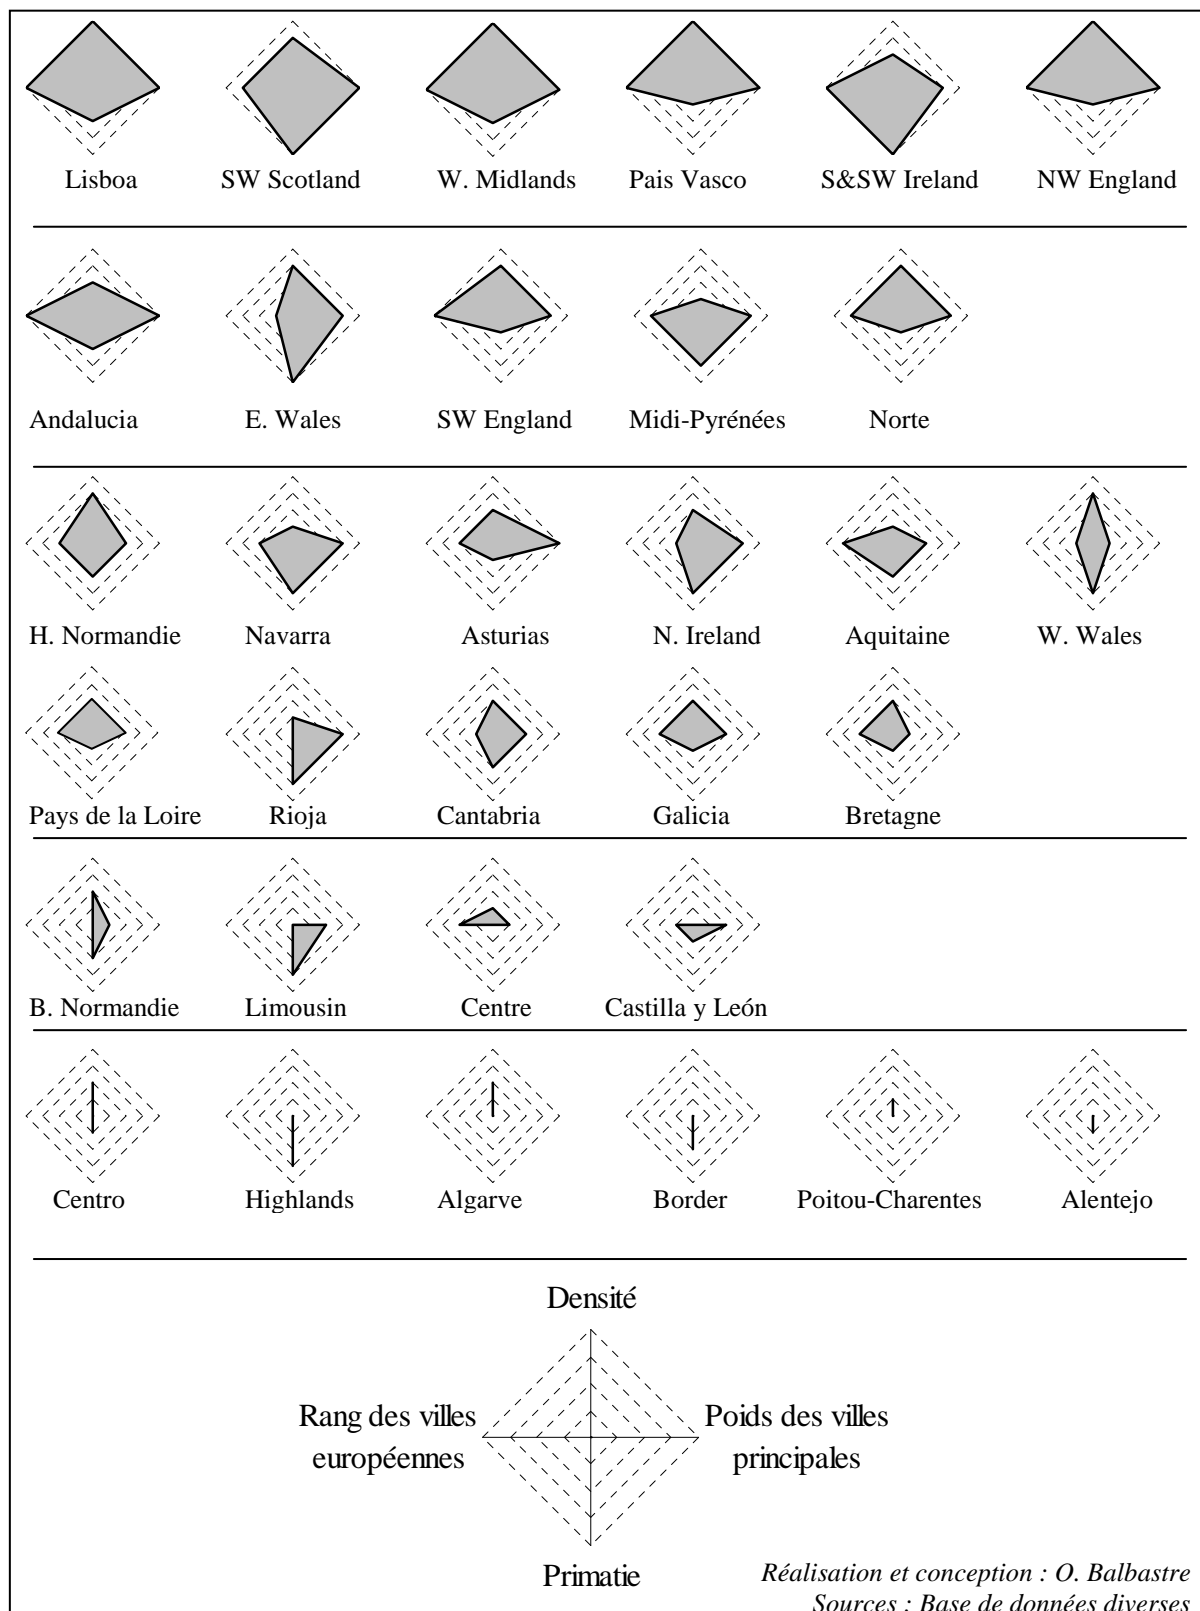 Lisboa SW Scotland W. Midlands Pais Vasco S&SW Ireland NW England
Andalucia E. Wales SW England Midi-Pyrénées Norte
H. Normandie Navarra Asturias N. Ireland Aquitaine W. Wales
Pays de la Loire Rioja Cantabria Galicia Bretagne
B. Normandie Limousin Centre Castilla y León
Centro Highlands Algarve Border Poitou-Charentes Alentejo
Densité
Rang des villes Poids des villes
européennes principales
Primatie
Réalisation et conception : O. Balbastre
Sources : Base de données diverses